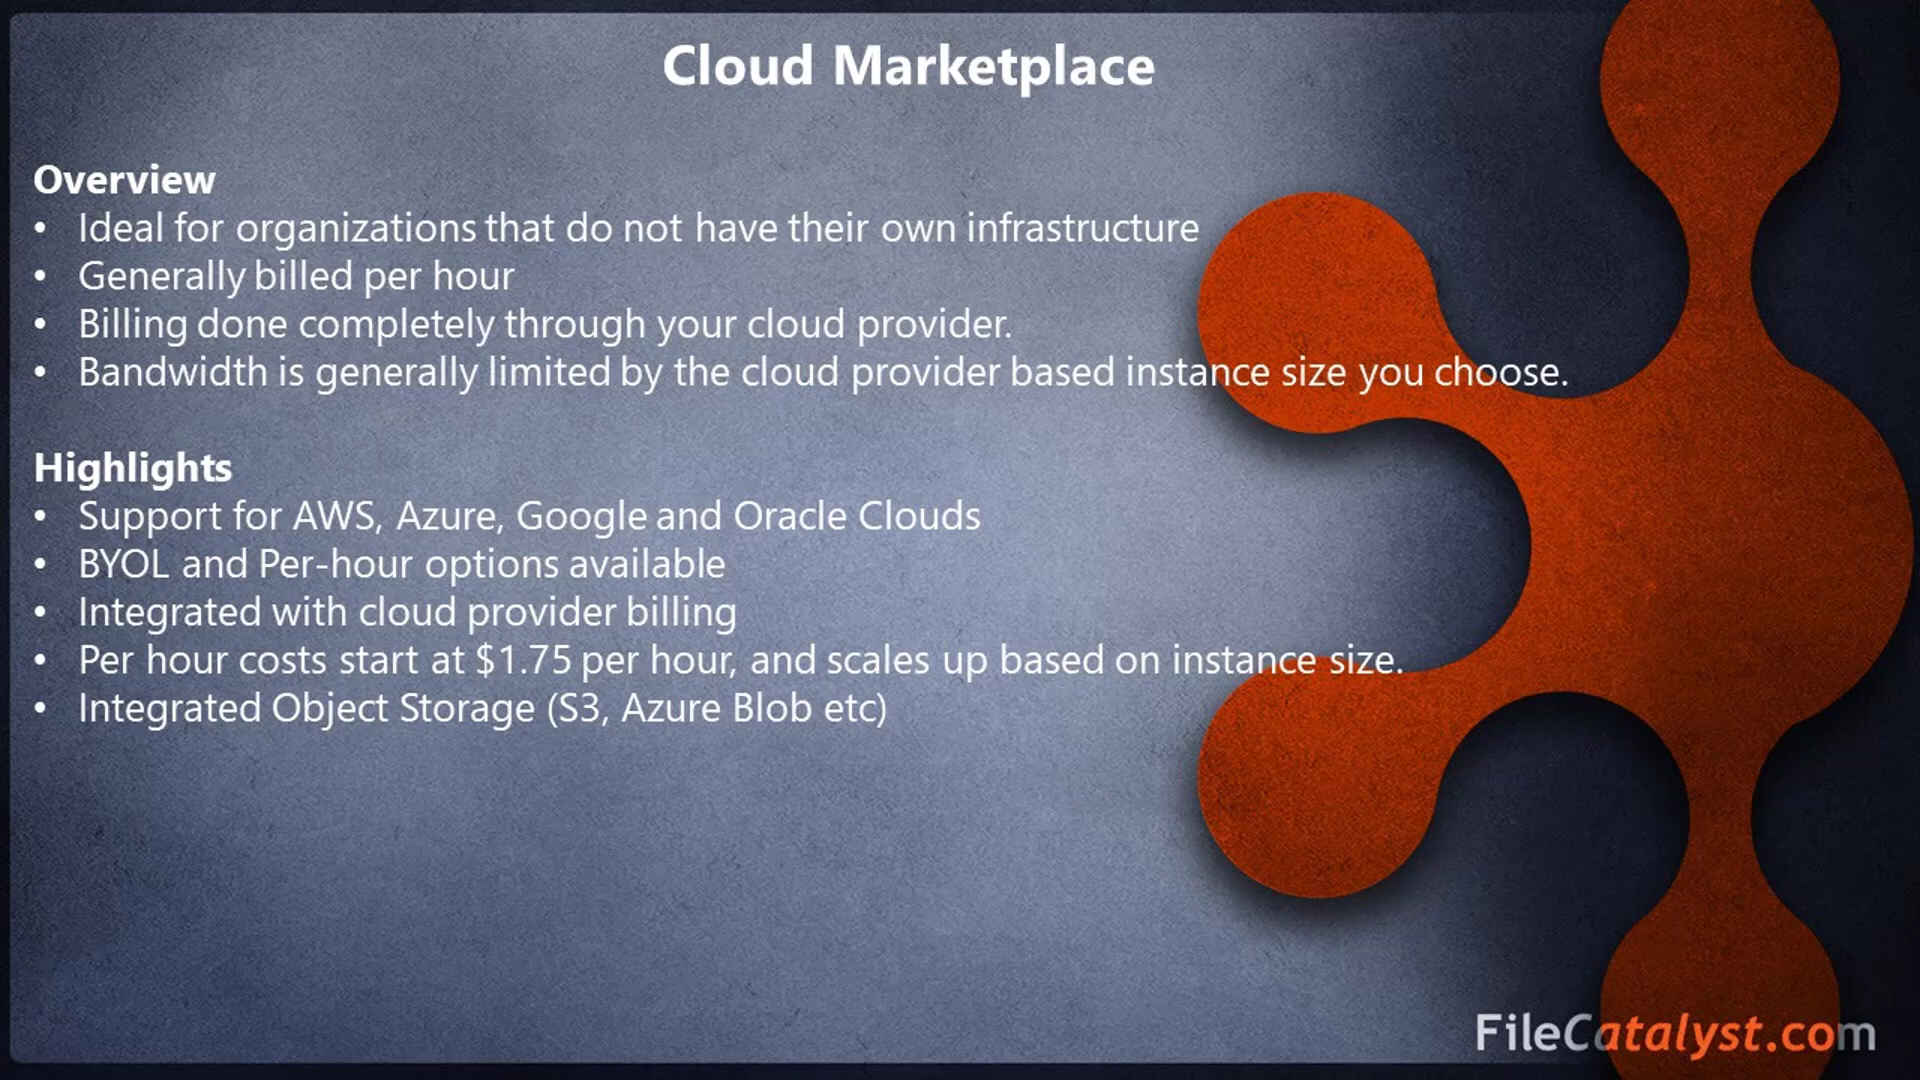 Cloud Marketplace
Overview
• Ideal for organizations that do not have their own infrastructure
• Generally billed per hour
• Billing done completely through your cloud provider.
• Bandwidth is generally limited by the cloud provider based instance size you choose.
Highlights
• Support for AWS, Azure, Google and Oracle Clouds
• BYOL and Per-hour options available
• Integrated with cloud provider billing
• Per hour costs start at $1.75 per hour, and scales up based on instance size.
• Integrated Object Storage (S3, Azure Blob etc)
FileCatalyst.com